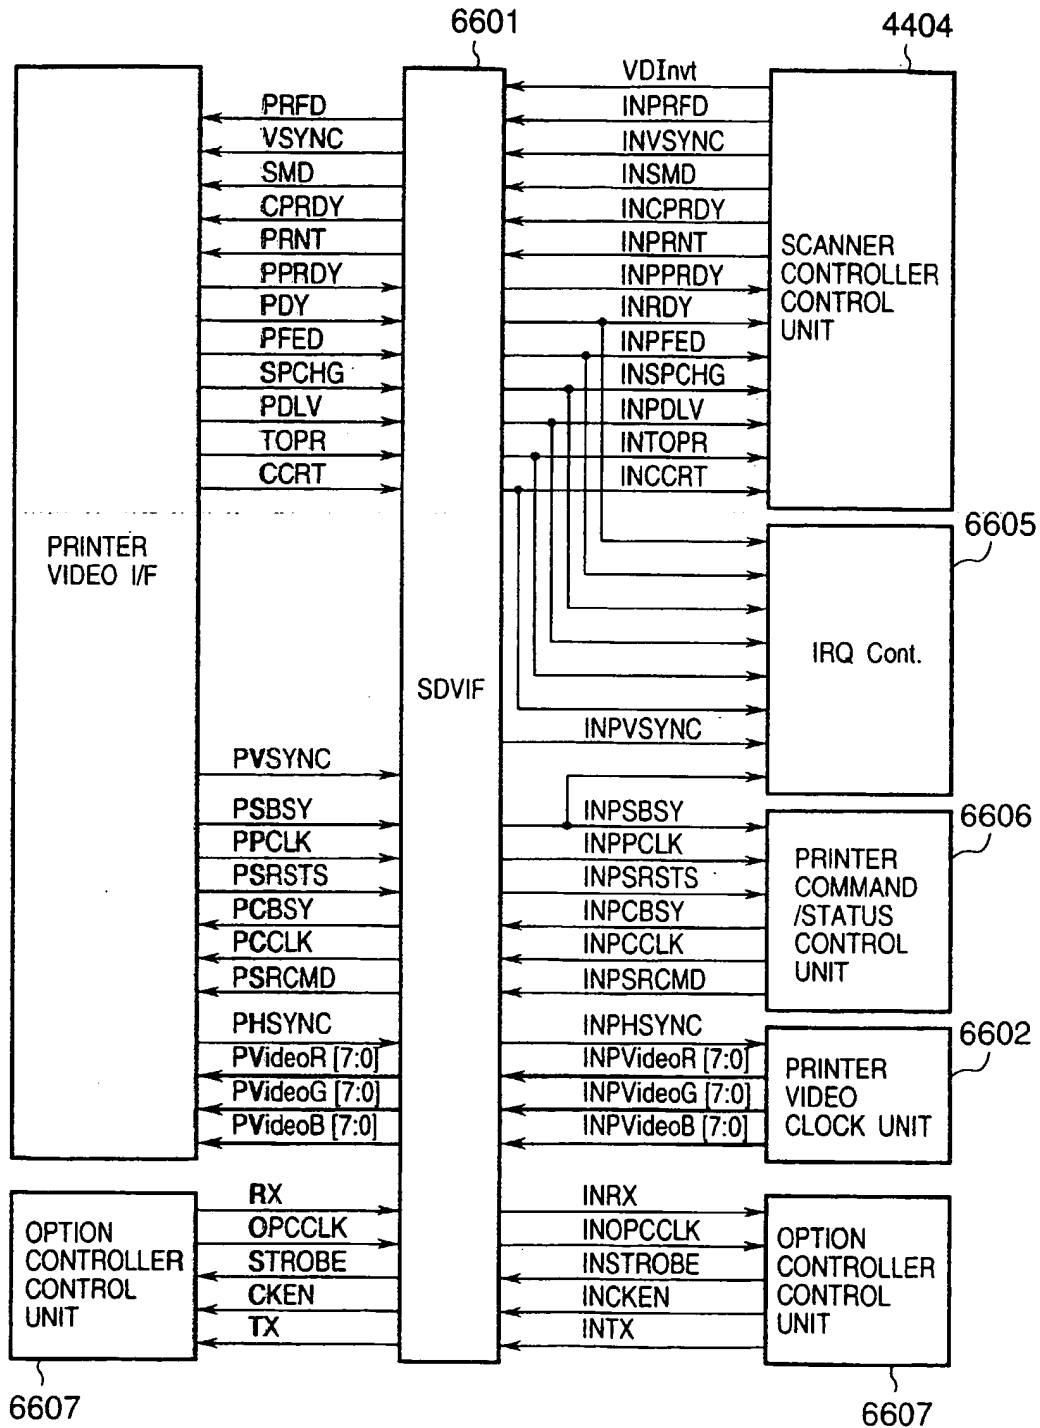 6601
4404
VDInvt
PRFD
INPRFD
VSYNC
INVSYNC
SMD
INSMD
CPRDY
INCPRDY
PRNT
INPRNT
PPRDY
INPPRDY
PDY
INRDY
PFED
INPFED
SPCHG
INSPCHG
PDLV
INPDLV
TOPR
INTOPR
CCRT
INCCRT
SCANNER
CONTROLLER
CONTROL
UNIT
PRINTER
VIDEO I/F
6605
IRQ Cont.
SDVIF
INPVSYNC
PVSYNC
PSBSY
INPSBSY
PPCLK
INPPCLK
PSRSTS
INPSRSTS
PCBSY
INPCBSY
PCCLK
INPCCLK
PSRCMD
INPSRCMD
6606
PRINTER
COMMAND
/STATUS
CONTROL
UNIT
PHSYNC
INPHSYNC
PVideoR [7:0]
INPVideoR [7:0]
PVideoG [7:0]
INPVideoG [7:0]
PVideoB [7:0]
INPVideoB [7:0]
6602
PRINTER
VIDEO
CLOCK UNIT
RX
INRX
OPCCLK
INOPCCLK
STROBE
INSTROBE
CKEN
INCKEN
TX
INTX
OPTION
CONTROLLER
CONTROL
UNIT
OPTION
CONTROLLER
CONTROL
UNIT
6607
6607